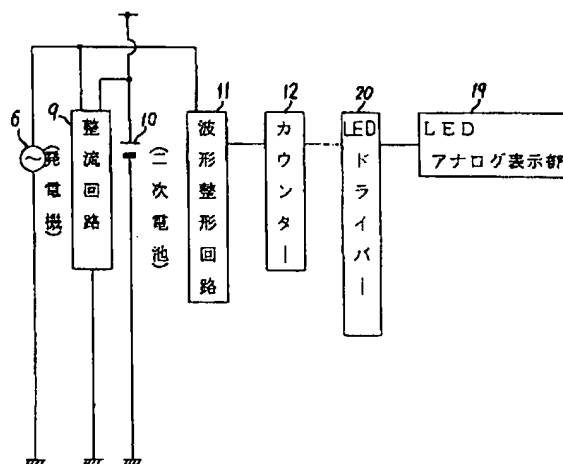 6
(発電機)
9
整流回路
10
(二次電池)
11
波形整形回路
12
カウンター
20
LEDドライバー
19
LED
アナログ表示部